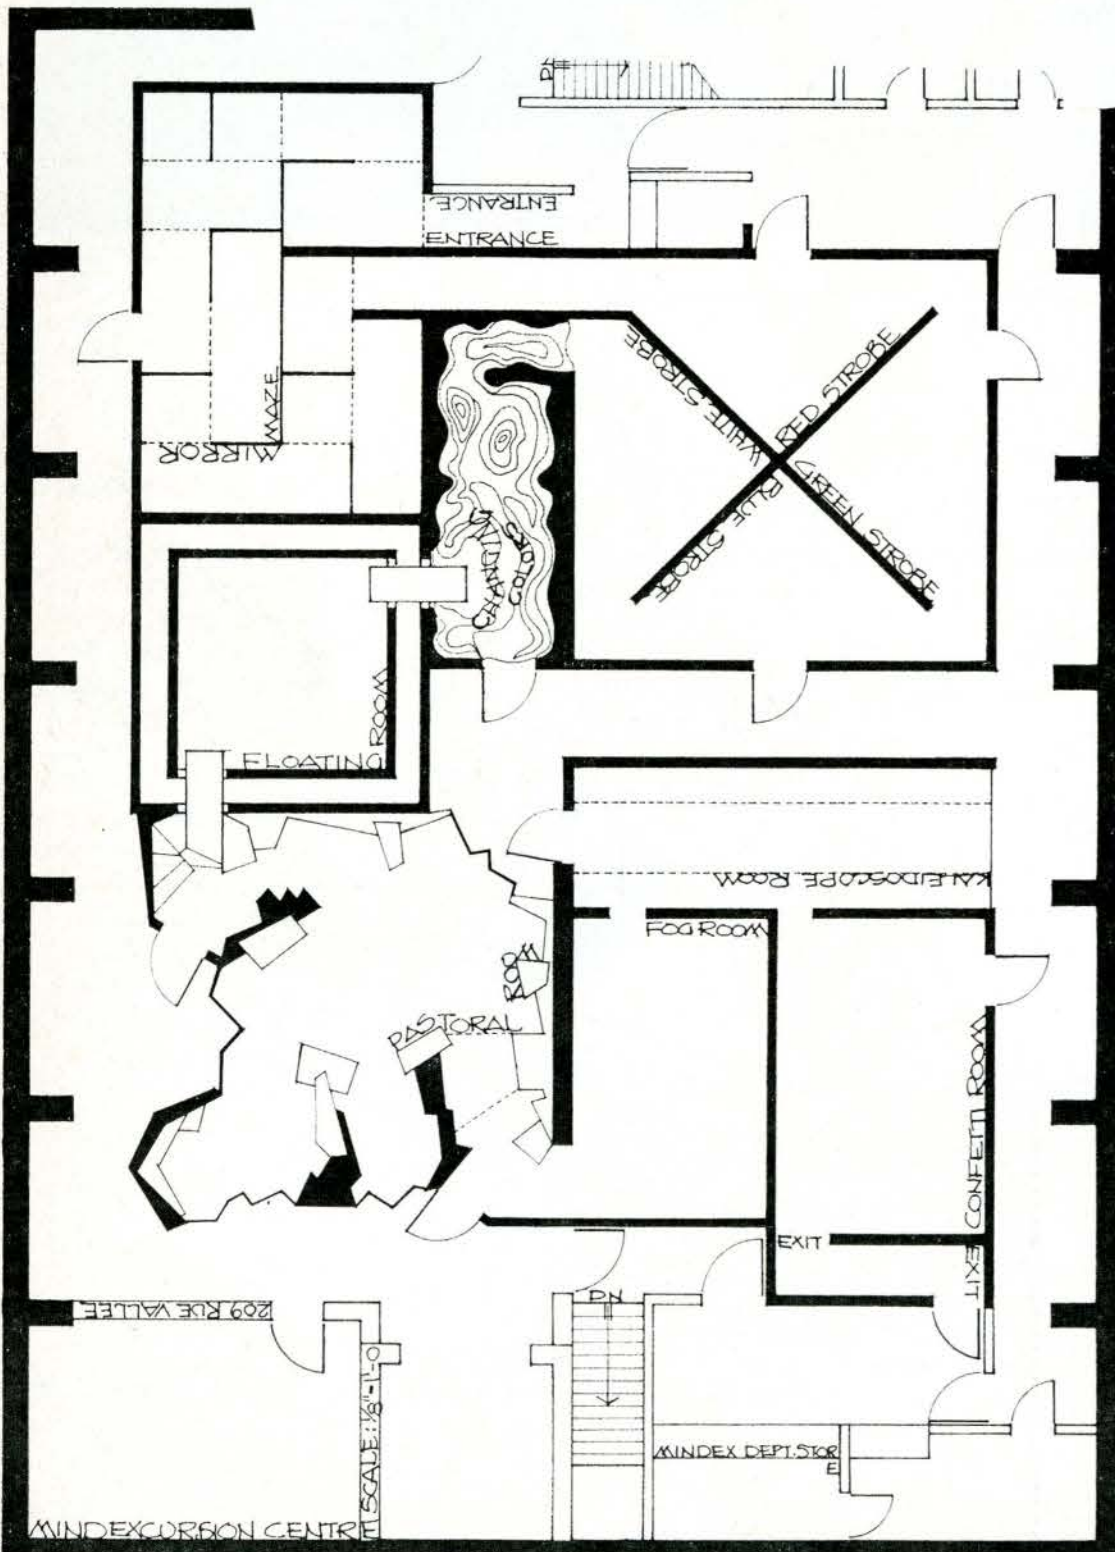 DN
ENTRANCE
ENTRANCE
MIRROR
MAZE
WHITE STROBE
RED STROBE
BLUE STROBE
GREEN STROBE
CHANGING
COLORS
FLOATING
ROOM
KALEIDOSCOPE ROOM
FOG ROOM
PASTORAL
ROOM
CONFETTI ROOM
EXIT
EXIT
DN
209 RUE VALLEE
SCALE: 1/8"=1'-0
MINDEX DEPT. STOR
E
MINDEXCURSION CENTRE